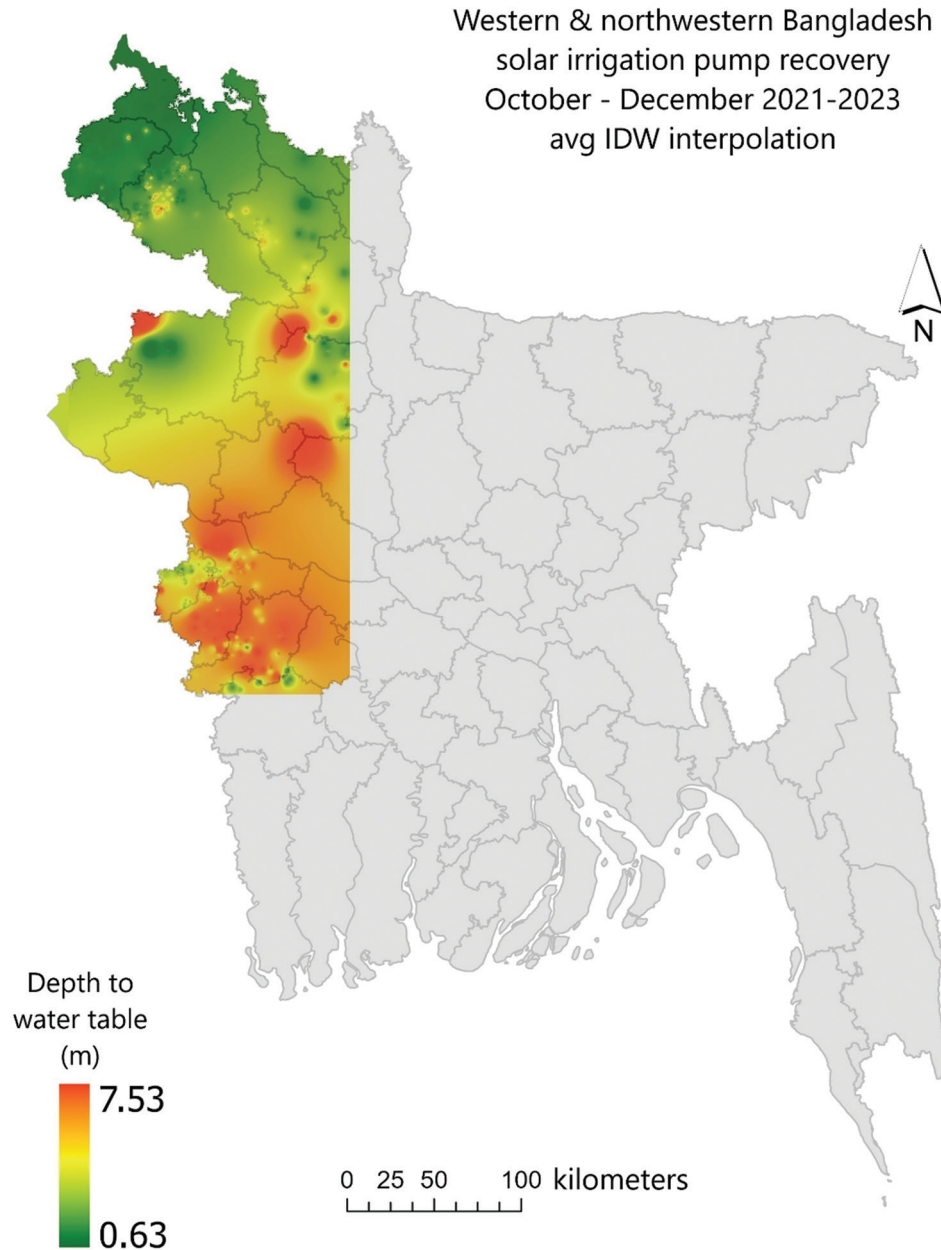 Western & northwestern Bangladesh
solar irrigation pump recovery
October - December 2021-2023
avg IDW interpolation
N
Depth to
water table
(m)
7.53
0.63
0 25 50 100 kilometers